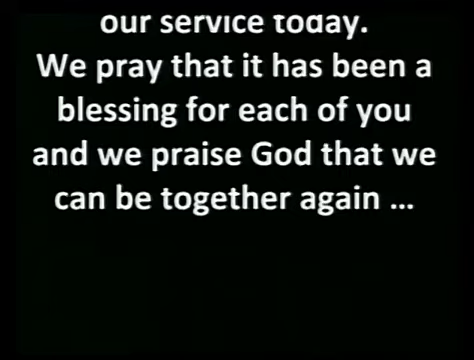 our service today.
We pray that it has been a
blessing for each of you
and we praise God that we
can be together again ...